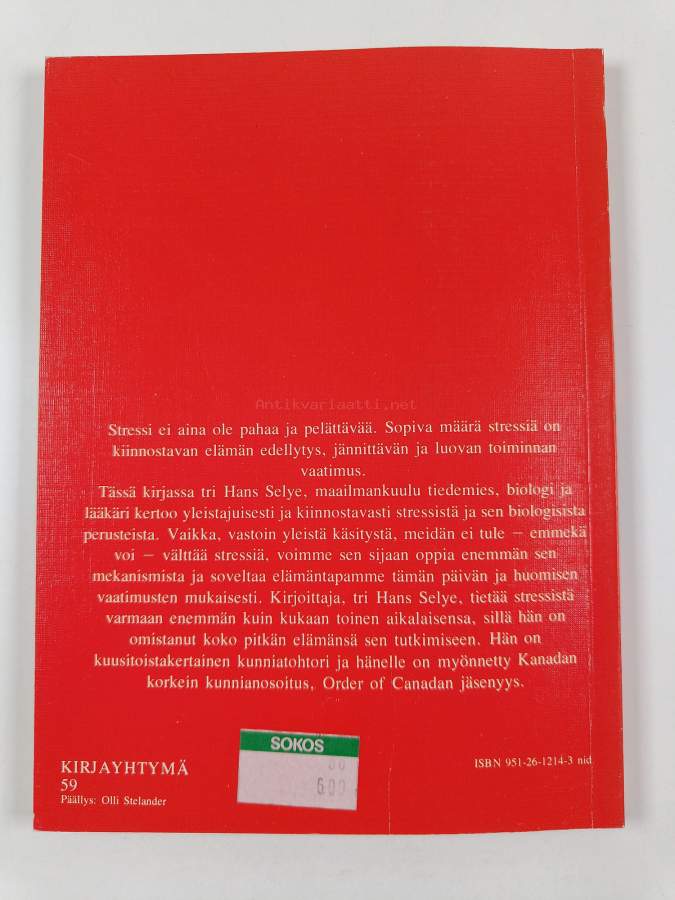 Antikvariaatti.net
Stressi ei aina ole pahaa ja pelättävää. Sopiva määrä stressiä on
kiinnostavan elämän edellytys, jännittävän ja luovan toiminnan
vaatimus.
Tässä kirjassa tri Hans Selye, maailmankuulu tiedemies, biologi ja
lääkäri kertoo yleistajuisesti ja kiinnostavasti stressistä ja sen biologisista
perusteista. Vaikka, vastoin yleistä käsitystä, meidän ei tule — emmekä
voi — välttää stressiä, voimme sen sijaan oppia enemmän sen
mekanismista ja soveltaa elämäntapamme tämän päivän ja huomisen
vaatimusten mukaisesti. Kirjoittaja, tri Hans Selye, tietää stressistä
varmaan enemmän kuin kukaan toinen aikalaisensa, sillä hän on
omistanut koko pitkän elämänsä sen tutkimiseen. Hän on
kuusitoistakertainen kunniatohtori ja hänelle on myönnetty Kanadan
korkein kunnianosoitus, Order of Canadan jäsenyys.
KIRJAYHTYMÄ
59
Päällys: Olli Stelander
SOKOS
6.00
ISBN 951-26-1214-3 nid